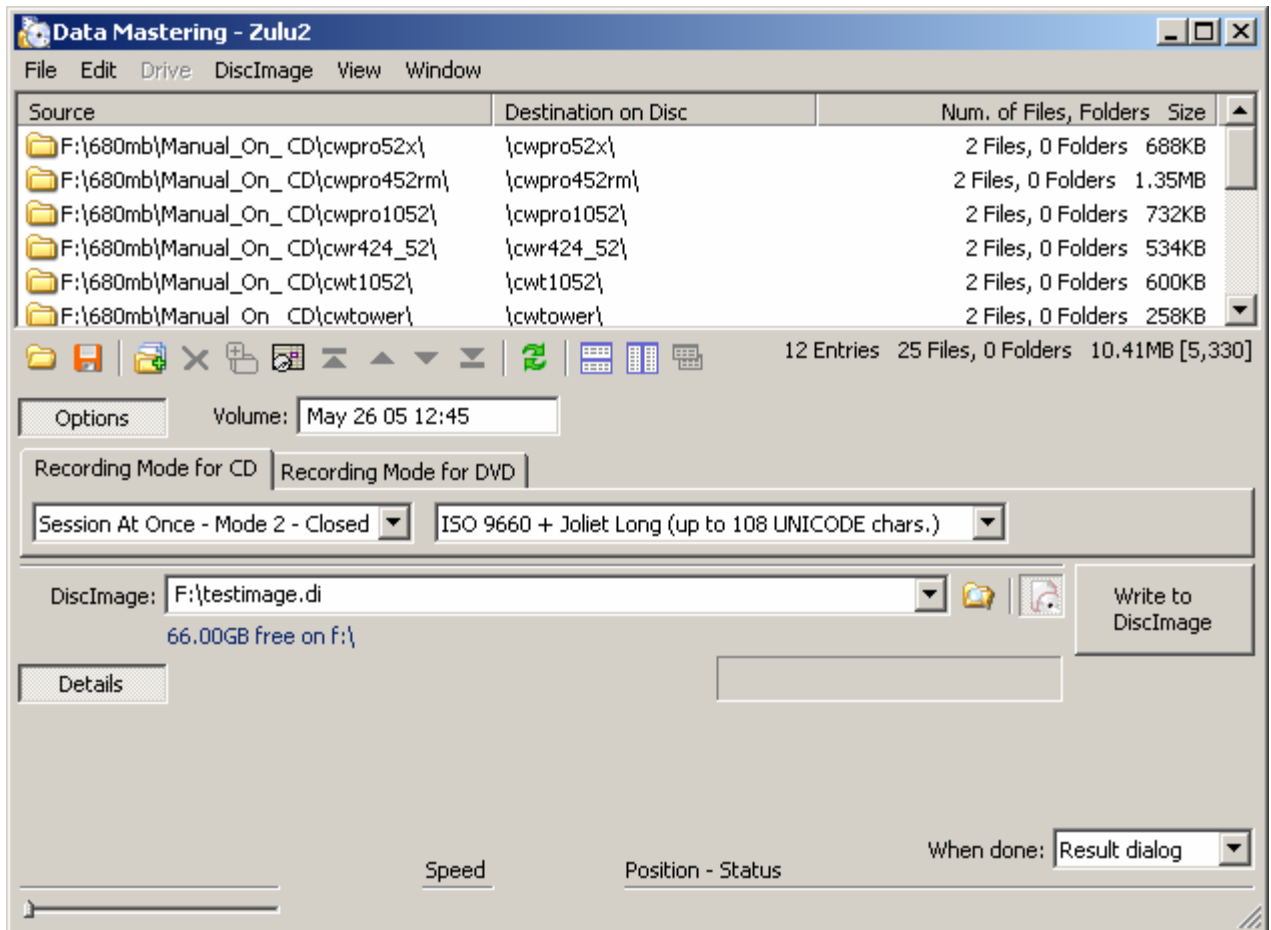 Data Mastering - Zulu2
File Edit Drive DiscImage View Window
Source Destination on Disc Num. of Files, Folders Size
F:\680mb\Manual_On_ CD\cwpro52x\ \cwpro52x\ 2 Files, 0 Folders 688KB
F:\680mb\Manual_On_ CD\cwpro452rm\ \cwpro452rm\ 2 Files, 0 Folders 1.35MB
F:\680mb\Manual_On_ CD\cwpro1052\ \cwpro1052\ 2 Files, 0 Folders 732KB
F:\680mb\Manual_On_ CD\cwr424_52\ \cwr424_52\ 2 Files, 0 Folders 534KB
F:\680mb\Manual_On_ CD\cwt1052\ \cwt1052\ 2 Files, 0 Folders 600KB
F:\680mb\Manual_On_ CD\cwtower\ \cwtower\ 2 Files, 0 Folders 258KB
12 Entries 25 Files, 0 Folders 10.41MB [5,330]
Options Volume: May 26 05 12:45
Recording Mode for CD Recording Mode for DVD
Session At Once - Mode 2 - Closed ISO 9660 + Joliet Long (up to 108 UNICODE chars.)
DiscImage: F:\testimage.di Write to
DiscImage
66.00GB free on f:\
Details
When done: Result dialog
Speed Position - Status